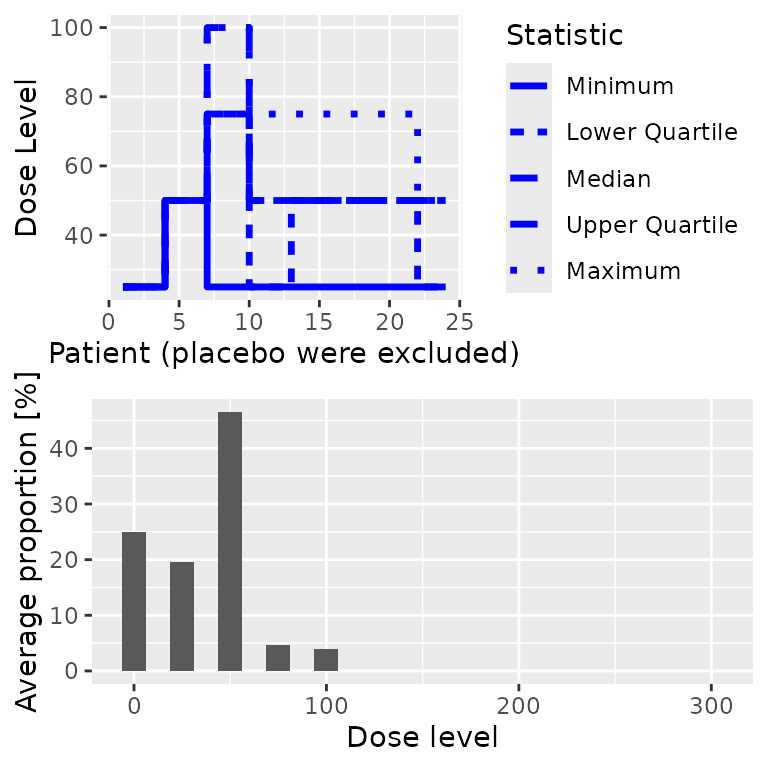 Dose Level
100
80
60
40
0 5 10 15 20 25
Patient (placebo were excluded)
Statistic
Minimum
Lower Quartile
Median
Upper Quartile
Maximum
Average proportion [%]
40
30
20
10
0
0 100 200 300
Dose level